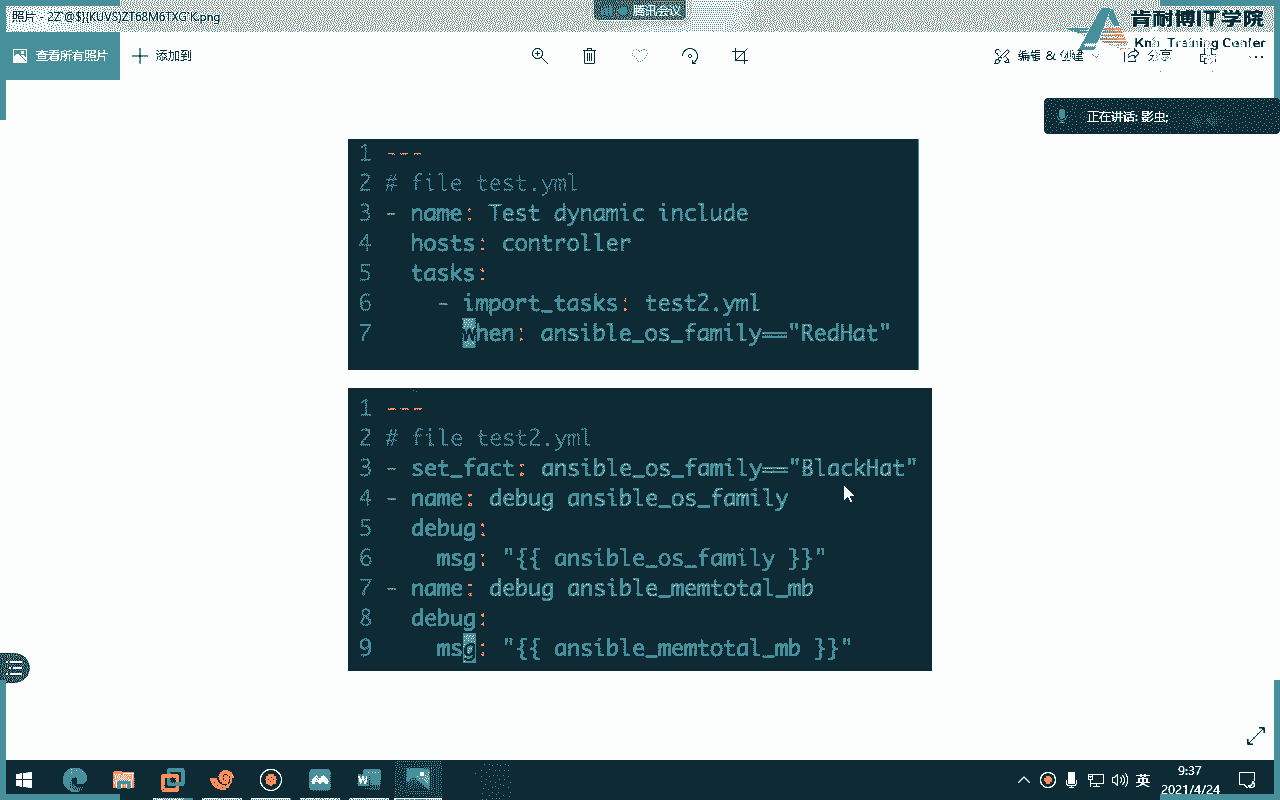 照片 - 2Z`@$}{KUVS}ZT68M6TXG`K.png
腾讯会议
肯耐博IT学院
Knb Training Center
查看所有照片
添加到
编辑 & 创建
分享
正在讲话: 影虫;
1 ---
2 # file test.yml
3 - name: Test dynamic include
4 hosts: controller
5 tasks:
6 - import_tasks: test2.yml
7 when: ansible_os_family=="RedHat"
1 ---
2 # file test2.yml
3 - set_fact: ansible_os_family=="BlackHat"
4 - name: debug ansible_os_family
5 debug:
6 msg: "{{ ansible_os_family }}"
7 - name: debug ansible_memtotal_mb
8 debug:
9 msg: "{{ ansible_memtotal_mb }}"
英
9:37
2021/4/24